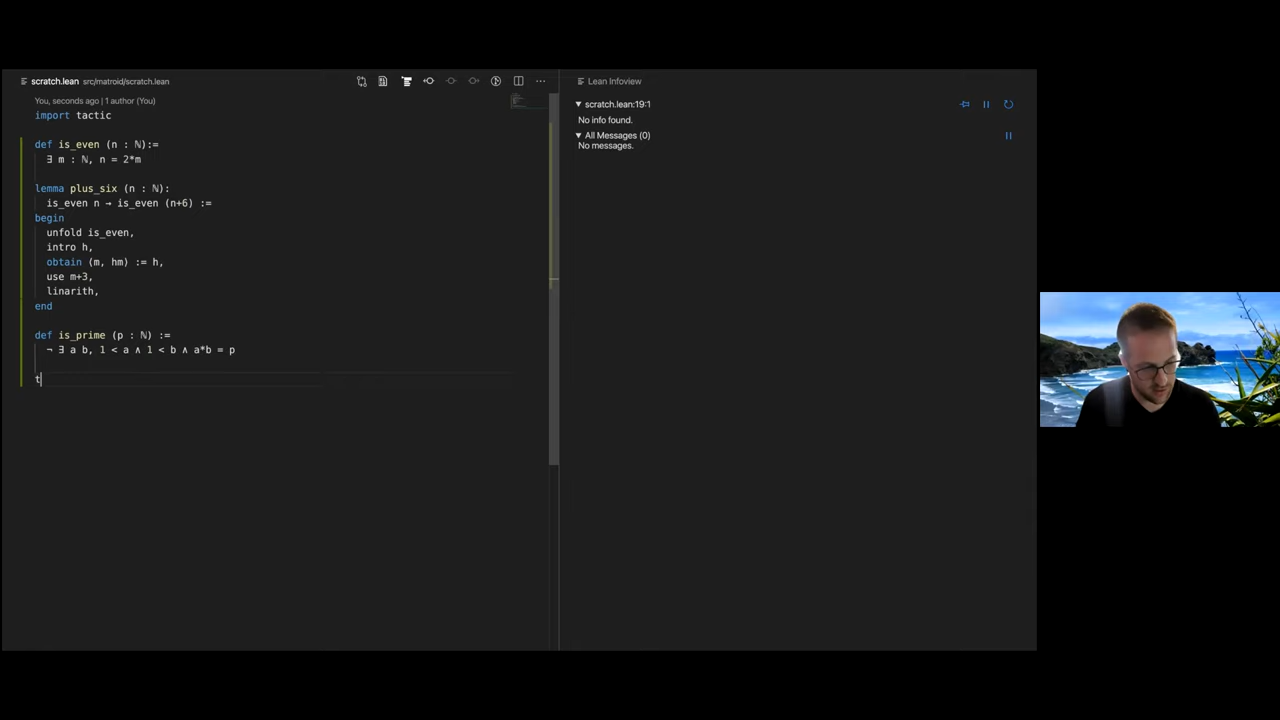 scratch.lean src/matroid/scratch.lean
You, seconds ago | 1 author (You)
import tactic
def is_even (n : ℕ):=
∃ m : ℕ, n = 2*m
lemma plus_six (n : ℕ):
is_even n → is_even (n+6) :=
begin
unfold is_even,
intro h,
obtain ⟨m, hm⟩ := h,
use m+3,
linarith,
end
def is_prime (p : ℕ) :=
¬ ∃ a b, 1 < a ∧ 1 < b ∧ a*b = p
t
Lean Infoview
scratch.lean:19:1
No info found.
All Messages (0)
No messages.